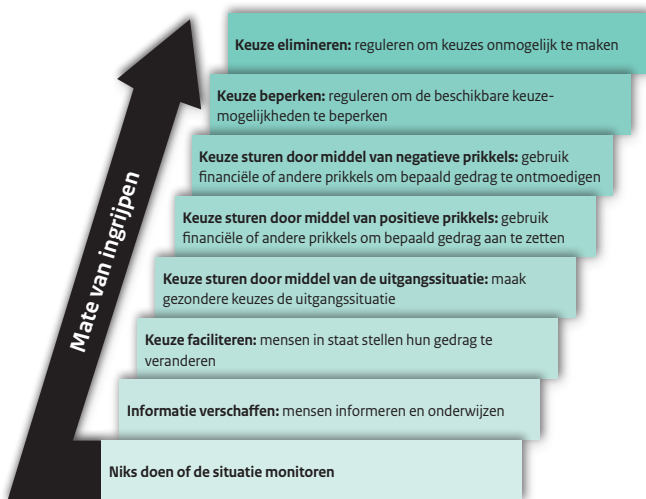 Keuze elimineren: reguleren om keuzes onmogelijk te maken
Keuze beperken: reguleren om de beschikbare keuze-
mogelijkheden te beperken
Keuze sturen door middel van negatieve prikkels: gebruik
financiële of andere prikkels om bepaald gedrag te ontmoedigen
Keuze sturen door middel van positieve prikkels: gebruik
financiële of andere prikkels om bepaald gedrag aan te zetten
Keuze sturen door middel van de uitgangssituatie: maak
gezondere keuzes de uitgangssituatie
Keuze faciliteren: mensen in staat stellen hun gedrag te
veranderen
Informatie verschaffen: mensen informeren en onderwijzen
Niks doen of de situatie monitoren
Mate van ingrijpen